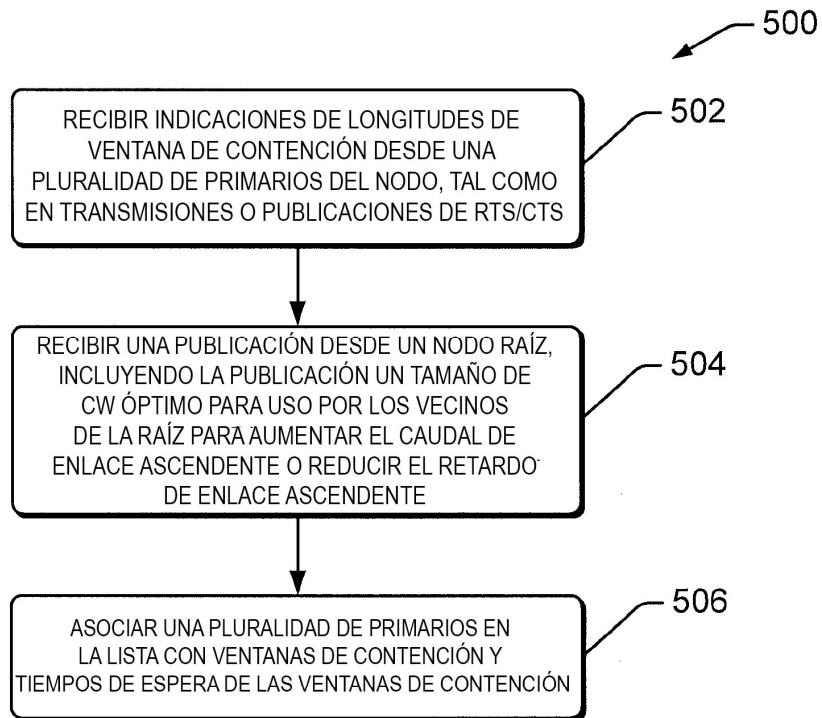 500
RECIBIR INDICACIONES DE LONGITUDES DE
VENTANA DE CONTENCIÓN DESDE UNA
PLURALIDAD DE PRIMARIOS DEL NODO, TAL COMO
EN TRANSMISIONES O PUBLICACIONES DE RTS/CTS
502
RECIBIR UNA PUBLICACIÓN DESDE UN NODO RAÍZ,
INCLUYENDO LA PUBLICACIÓN UN TAMAÑO DE
CW ÓPTIMO PARA USO POR LOS VECINOS
DE LA RAÍZ PARA AUMENTAR EL CAUDAL DE
ENLACE ASCENDENTE O REDUCIR EL RETARDO
DE ENLACE ASCENDENTE
504
ASOCIAR UNA PLURALIDAD DE PRIMARIOS EN
LA LISTA CON VENTANAS DE CONTENCIÓN Y
TIEMPOS DE ESPERA DE LAS VENTANAS DE CONTENCIÓN
506